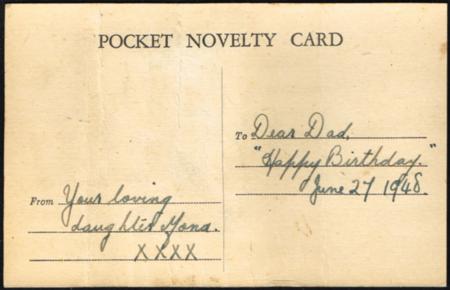 POCKET NOVELTY CARD
To Dear Dad,
"Happy Birthday."
June 27 1948.
From Your loving
daughter Mona.
XXXX